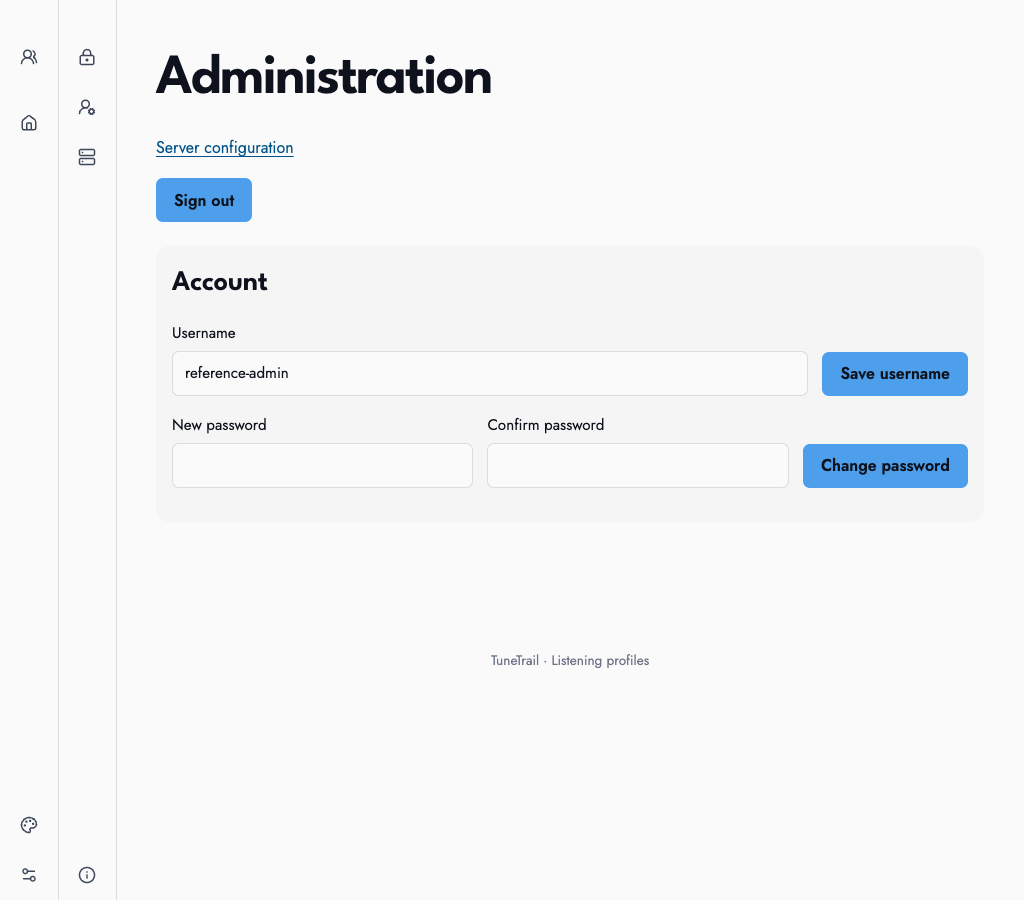 Administration
Server configuration
Sign out
Account
Username
reference-admin
Save username
New password
Confirm password
Change password
TuneTrail · Listening profiles